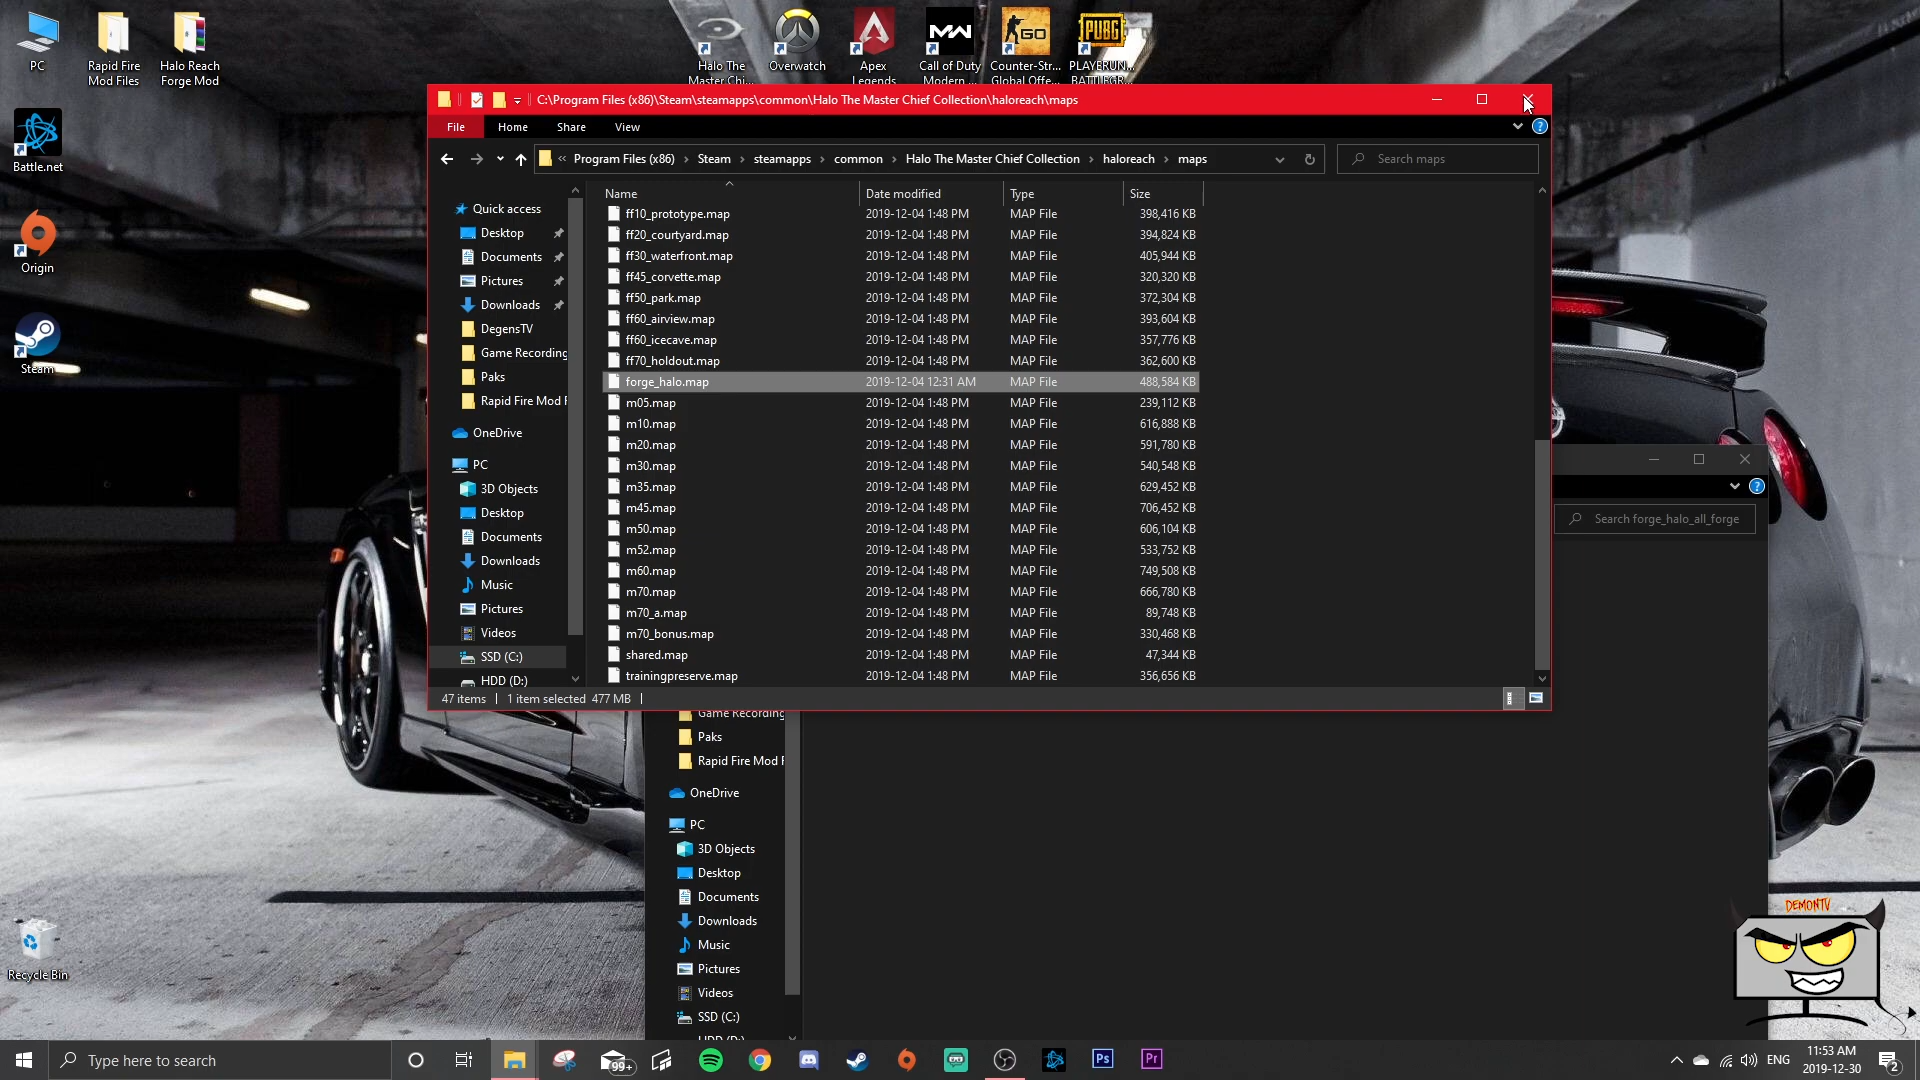 PC
Rapid Fire
Mod Files
Halo Reach
Forge Mod
Halo The
Master Chi...
Overwatch
Apex
Legends
MW
Call of Duty
Modern ...
GO
Counter-Str...
Global Offe...
PUBG
PLAYERUN...
BATTLEGR...
Battle.net
Origin
Steam
Recycle Bin
C:\Program Files (x86)\Steam\steamapps\common\Halo The Master Chief Collection\haloreach\maps
File Home Share View
« Program Files (x86) › Steam › steamapps › common › Halo The Master Chief Collection › haloreach › maps
Search maps
Quick access
Desktop
Documents
Pictures
Downloads
DegensTV
Game Recording
Paks
Rapid Fire Mod F
OneDrive
PC
3D Objects
Desktop
Documents
Downloads
Music
Pictures
Videos
SSD (C:)
HDD (D:)
Name Date modified Type Size
ff10_prototype.map 2019-12-04 1:48 PM MAP File 398,416 KB
ff20_courtyard.map 2019-12-04 1:48 PM MAP File 394,824 KB
ff30_waterfront.map 2019-12-04 1:48 PM MAP File 405,944 KB
ff45_corvette.map 2019-12-04 1:48 PM MAP File 320,320 KB
ff50_park.map 2019-12-04 1:48 PM MAP File 372,304 KB
ff60_airview.map 2019-12-04 1:48 PM MAP File 393,604 KB
ff60_icecave.map 2019-12-04 1:48 PM MAP File 357,776 KB
ff70_holdout.map 2019-12-04 1:48 PM MAP File 362,600 KB
forge_halo.map 2019-12-04 12:31 AM MAP File 488,584 KB
m05.map 2019-12-04 1:48 PM MAP File 239,112 KB
m10.map 2019-12-04 1:48 PM MAP File 616,888 KB
m20.map 2019-12-04 1:48 PM MAP File 591,780 KB
m30.map 2019-12-04 1:48 PM MAP File 540,548 KB
m35.map 2019-12-04 1:48 PM MAP File 629,452 KB
m45.map 2019-12-04 1:48 PM MAP File 706,452 KB
m50.map 2019-12-04 1:48 PM MAP File 606,104 KB
m52.map 2019-12-04 1:48 PM MAP File 533,752 KB
m60.map 2019-12-04 1:48 PM MAP File 749,508 KB
m70.map 2019-12-04 1:48 PM MAP File 666,780 KB
m70_a.map 2019-12-04 1:48 PM MAP File 89,748 KB
m70_bonus.map 2019-12-04 1:48 PM MAP File 330,468 KB
shared.map 2019-12-04 1:48 PM MAP File 47,344 KB
trainingpreserve.map 2019-12-04 1:48 PM MAP File 356,656 KB
47 items 1 item selected 477 MB
Search forge_halo_all_forge
Game Recording
Paks
Rapid Fire Mod F
OneDrive
PC
3D Objects
Desktop
Documents
Downloads
Music
Pictures
Videos
SSD (C:)
HDD (D:)
DEMONTV
Type here to search
99+
Ps
Pr
ENG
11:53 AM
2019-12-30
2